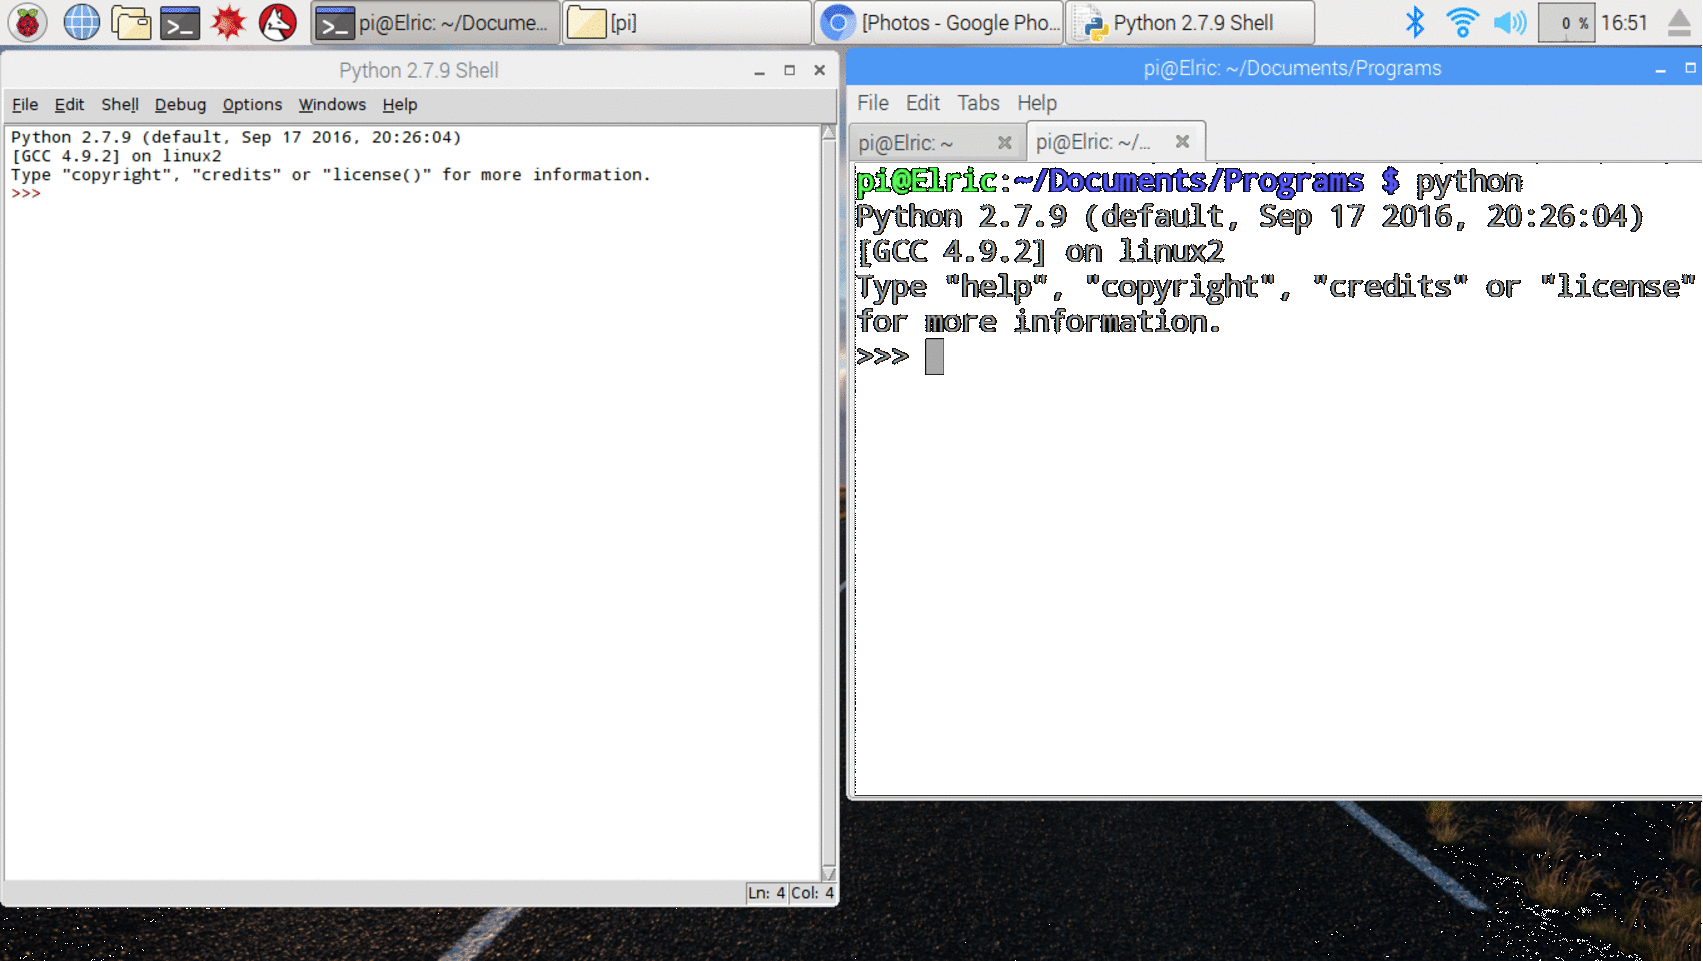 pi@Elric: ~/Docume...
[pi]
[Photos - Google Pho...
Python 2.7.9 Shell
0 %
16:51
Python 2.7.9 Shell
File Edit Shell Debug Options Windows Help
Python 2.7.9 (default, Sep 17 2016, 20:26:04)
[GCC 4.9.2] on linux2
Type "copyright", "credits" or "license()" for more information.
>>>
Ln: 4 Col: 4
pi@Elric: ~/Documents/Programs
File Edit Tabs Help
pi@Elric: ~
pi@Elric: ~/...
pi@Elric:~/Documents/Programs $ python
Python 2.7.9 (default, Sep 17 2016, 20:26:04)
[GCC 4.9.2] on linux2
Type "help", "copyright", "credits" or "license"
for more information.
>>>